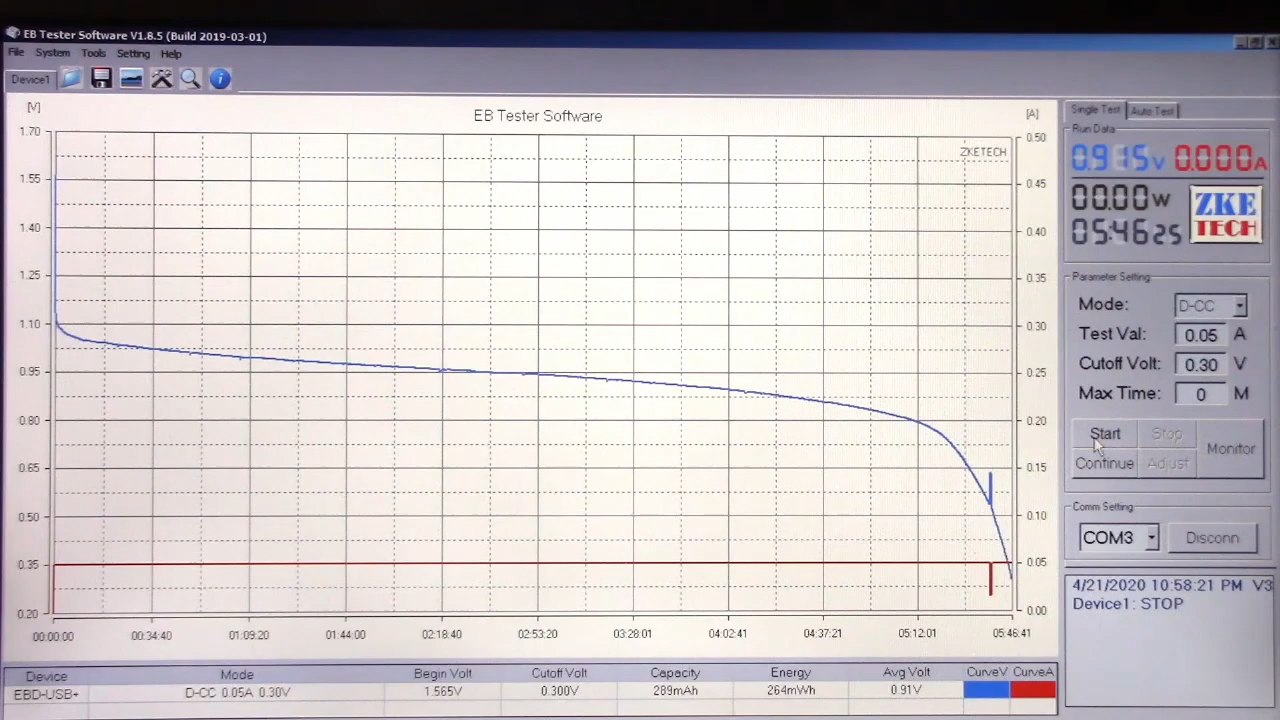 EB Tester Software V1.8.5 (Build 2019-03-01)
File System Tools Setting Help
Device1
[V]
EB Tester Software
[A]
ZKETECH
1.70
1.55
1.40
1.25
1.10
0.95
0.80
0.65
0.50
0.35
0.20
0.50
0.45
0.40
0.35
0.30
0.25
0.20
0.15
0.10
0.05
0.00
00:00:00 00:34:40 01:09:20 01:44:00 02:18:40 02:53:20 03:28:01 04:02:41 04:37:21 05:12:01 05:46:41
Single Test Auto Test
Run Data
0.915V 0.000A
00.00W
05:46 25
ZKE
TECH
Parameter Setting
Mode: D-CC
Test Val: 0.05 A
Cutoff Volt: 0.30 V
Max Time: 0 M
Start Stop
Monitor
Continue Adjust
Comm Setting
COM3 Disconn
4/21/2020 10:58:21 PM V3
Device1: STOP
Device Mode Begin Volt Cutoff Volt Capacity Energy Avg Volt CurveV CurveA
EBD-USB+ D-CC 0.05A 0.30V 1.565V 0.300V 289mAh 264mWh 0.91V